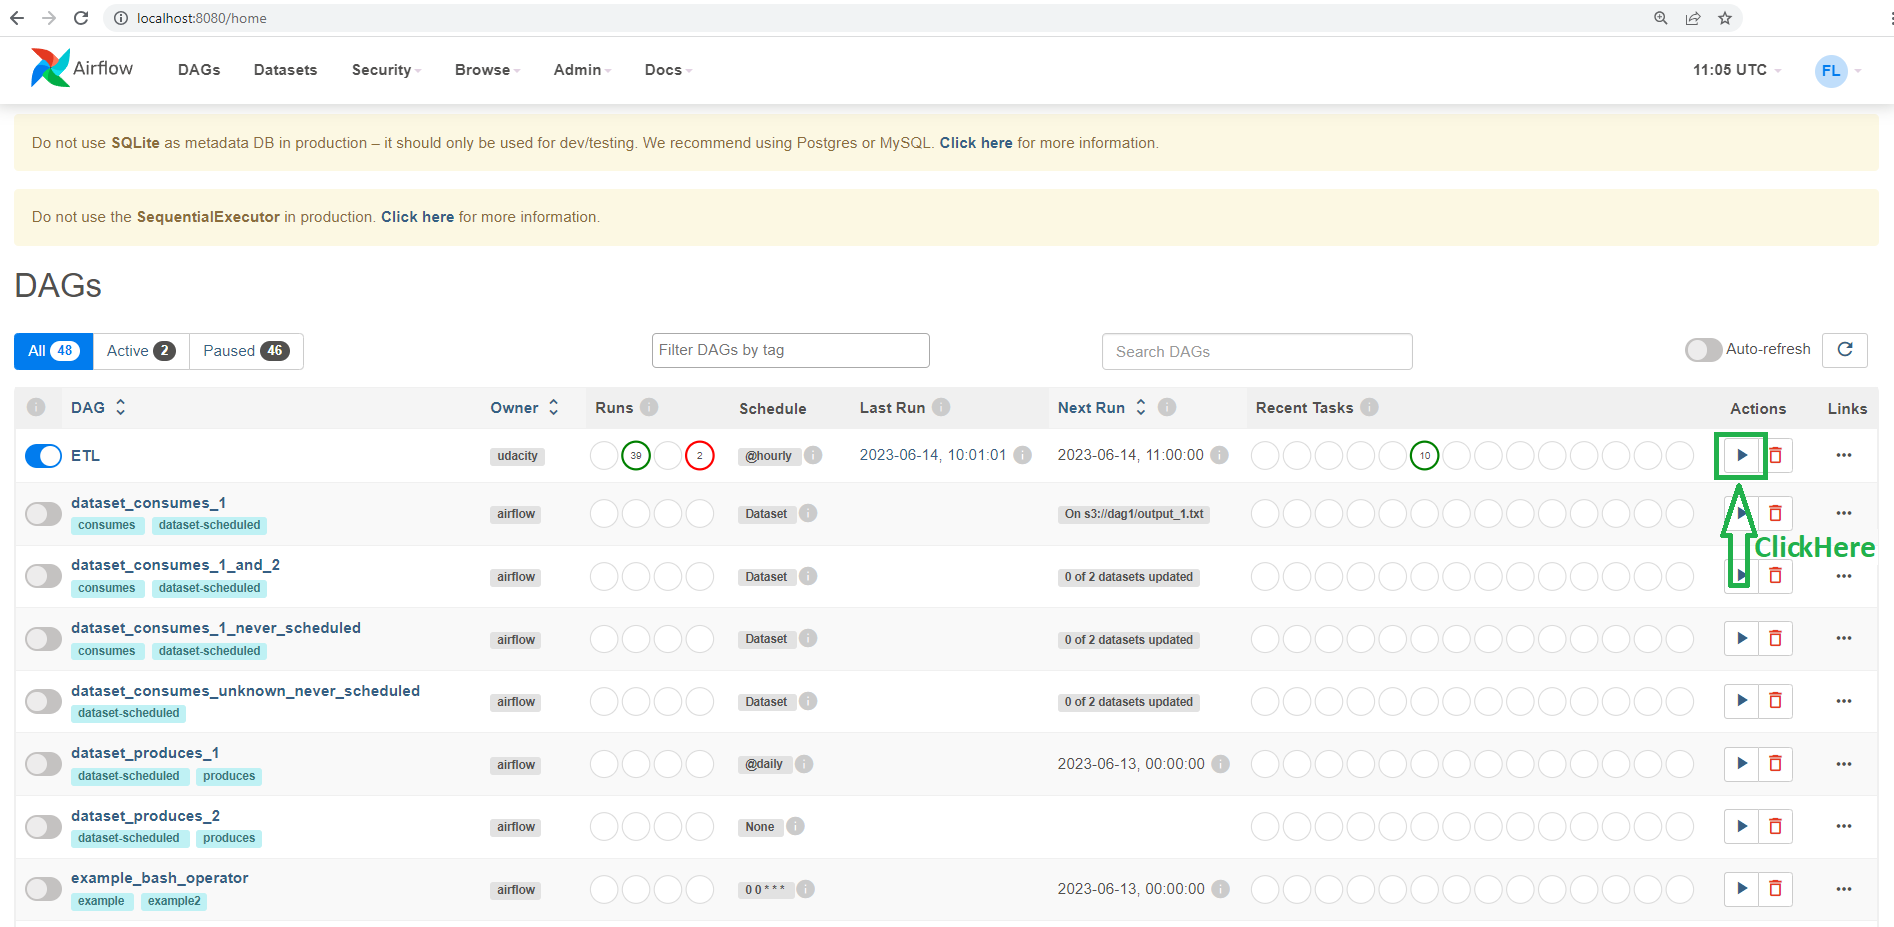 localhost:8080/home
Airflow DAGs Datasets Security Browse Admin Docs 11:05 UTC FL
Do not use SQLite as metadata DB in production – it should only be used for dev/testing. We recommend using Postgres or MySQL. Click here for more information.
Do not use the SequentialExecutor in production. Click here for more information.
DAGs
All 48 Active 2 Paused 46 Filter DAGs by tag Search DAGs Auto-refresh
i DAG Owner Runs i Schedule Last Run i Next Run i Recent Tasks i Actions Links
ETL udacity 39 2 @hourly i 2023-06-14, 10:01:01 i 2023-06-14, 11:00:00 i 10
dataset_consumes_1
consumes dataset-scheduled airflow Dataset i On s3://dag1/output_1.txt
ClickHere
dataset_consumes_1_and_2
consumes dataset-scheduled airflow Dataset i 0 of 2 datasets updated
dataset_consumes_1_never_scheduled
consumes dataset-scheduled airflow Dataset i 0 of 2 datasets updated
dataset_consumes_unknown_never_scheduled
dataset-scheduled airflow Dataset i 0 of 2 datasets updated
dataset_produces_1
dataset-scheduled produces airflow @daily i 2023-06-13, 00:00:00 i
dataset_produces_2
dataset-scheduled produces airflow None i
example_bash_operator
example example2 airflow 0 0 * * * i 2023-06-13, 00:00:00 i